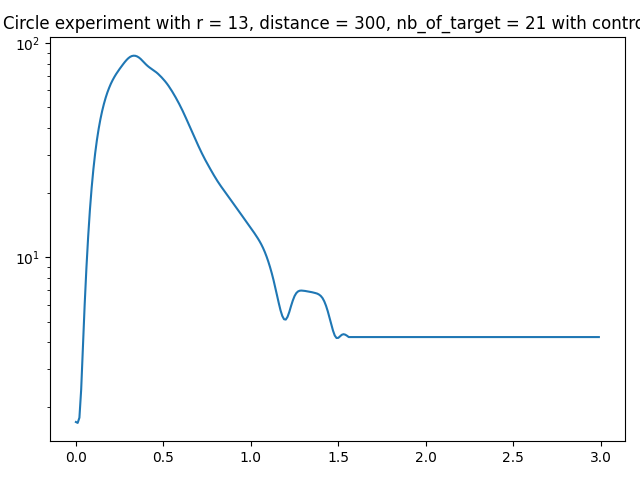 Circle experiment with r = 13, distance = 300, nb_of_target = 21 with contro
10²
10¹
0.0 0.5 1.0 1.5 2.0 2.5 3.0